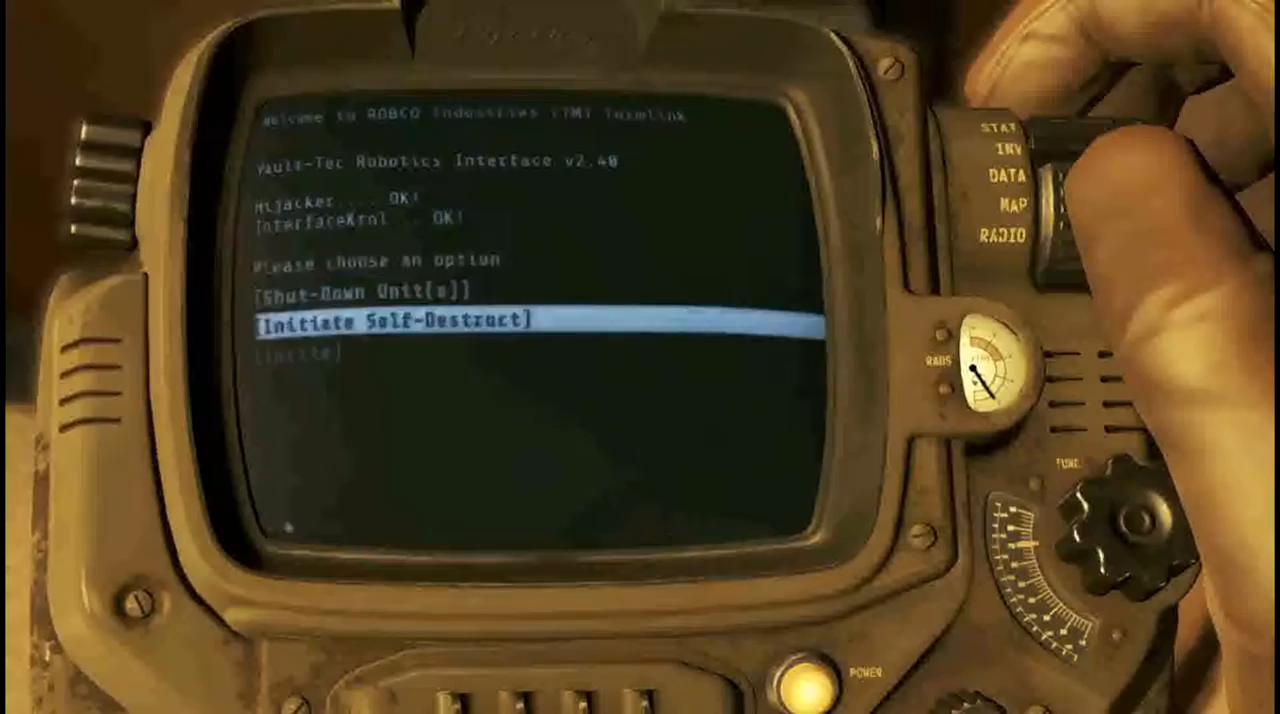 Welcome to ROBCO Industries (TM) Termlink
Vault-Tec Robotics Interface v2.40
Hijacker.... OK!
InterfaceKrnl... OK!
Please choose an option
[Shut-Down Unit(s)]
[Initiate Self-Destruct]
[Incite]
STAT
INV
DATA
MAP
RADIO
RADS
TUNE
POWER